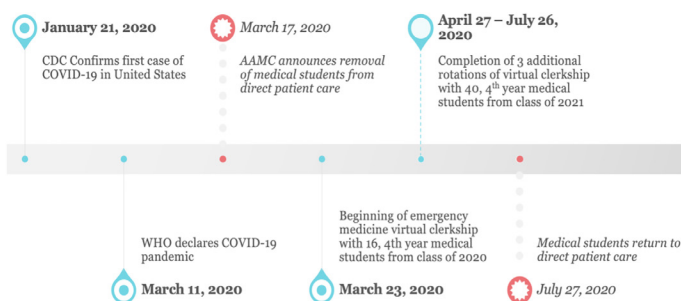 January 21, 2020
CDC Confirms first case of
COVID-19 in United States
March 17, 2020
AAMC announces removal
of medical students from
direct patient care
April 27 – July 26,
2020
Completion of 3 additional
rotations of virtual clerkship
with 40, 4th year medical
students from class of 2021
WHO declares COVID-19
pandemic
March 11, 2020
Beginning of emergency
medicine virtual clerkship
with 16, 4th year medical
students from class of 2020
March 23, 2020
Medical students return to
direct patient care
July 27, 2020